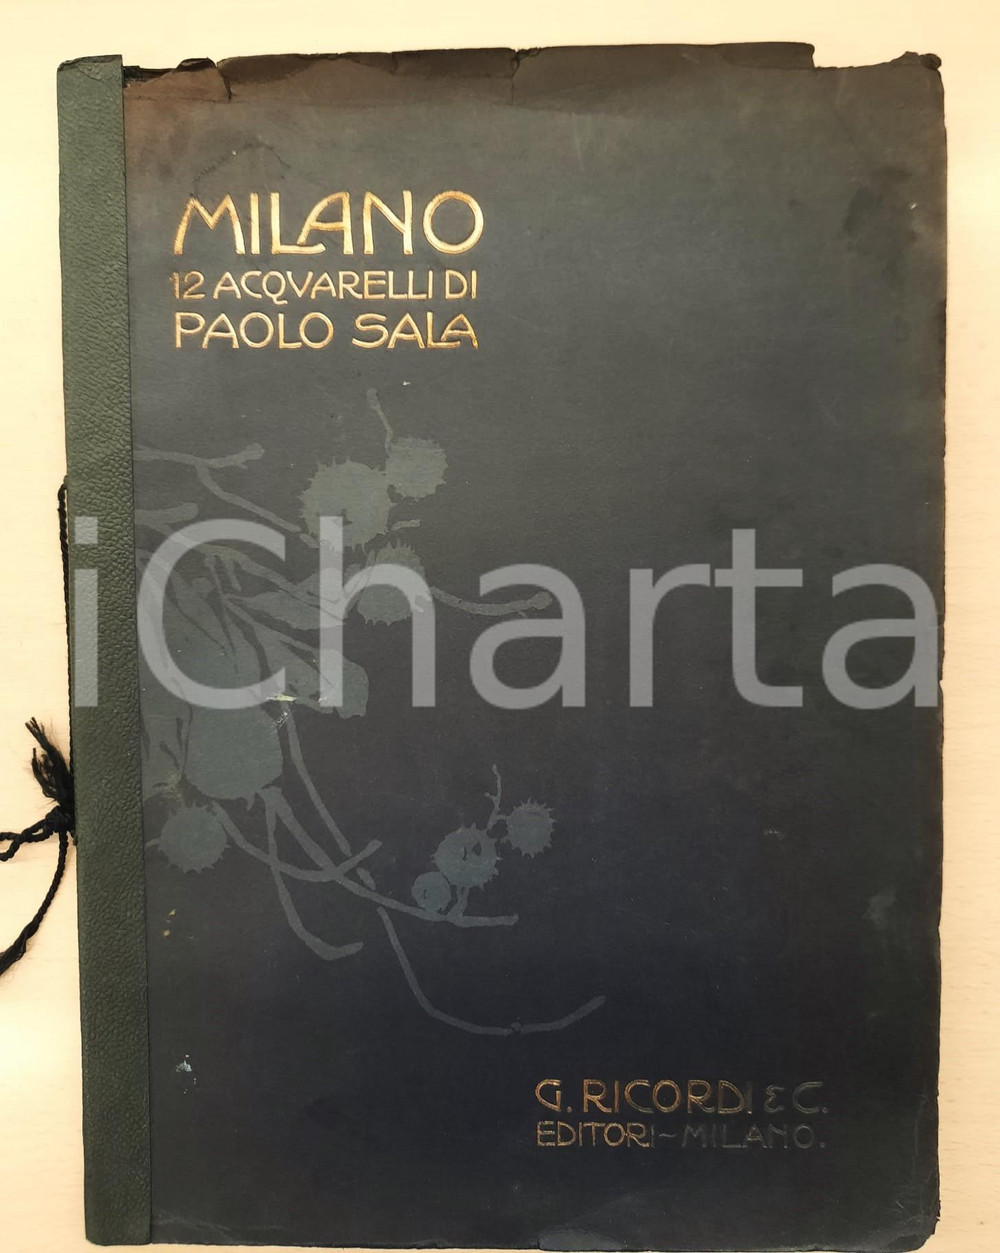 MILANO
12 ACQVARELLI DI
PAOLO SALA
iCharta
G. RICORDI & C.
EDITORI~MILANO.